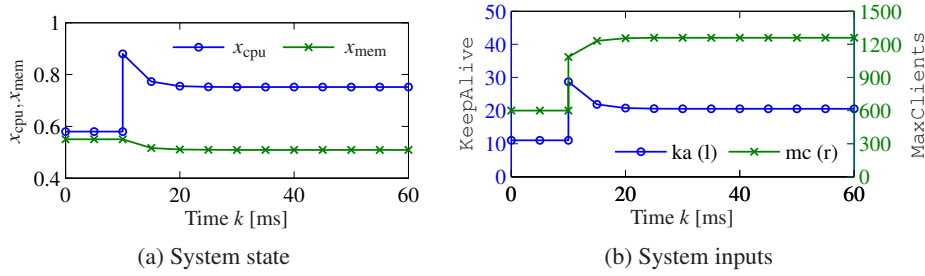 1
0.8
0.6
0.4
x_cpu, x_mem
x_cpu x_mem
0 20 40 60
Time k [ms]
(a) System state
50
40
30
20
10
0
KeepAlive
1500
1200
900
600
300
0
MaxClients
ka (l) mc (r)
0 20 40 60
Time k [ms]
(b) System inputs